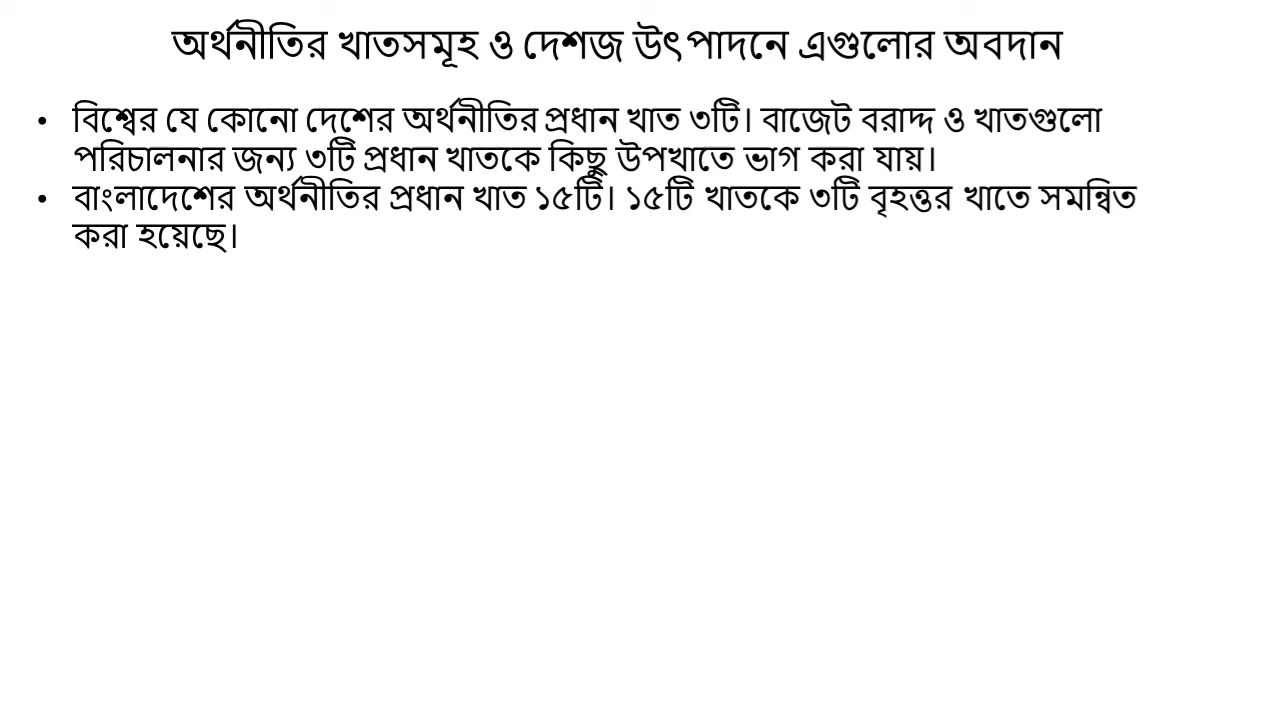 অর্থনীতির খাতসমূহ ও দেশজ উৎপাদনে এগুলোর অবদান
• বিশ্বের যে কোনো দেশের অর্থনীতির প্রধান খাত ৩টি। বাজেট বরাদ্দ ও খাতগুলো
পরিচালনার জন্য ৩টি প্রধান খাতকে কিছু উপখাতে ভাগ করা যায়।
• বাংলাদেশের অর্থনীতির প্রধান খাত ১৫টি। ১৫টি খাতকে ৩টি বৃহত্তর খাতে সমন্বিত
করা হয়েছে।